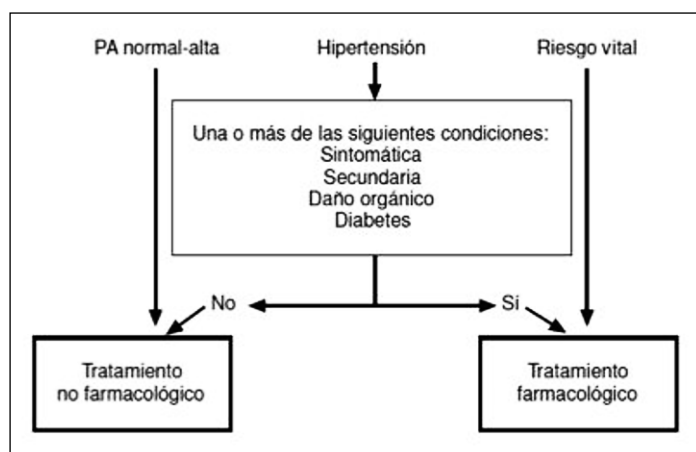 PA normal-alta
Hipertensión
Riesgo vital
Una o más de las siguientes condiciones:
Sintomática
Secundaria
Daño orgánico
Diabetes
No
Sí
Tratamiento
no farmacológico
Tratamiento
farmacológico